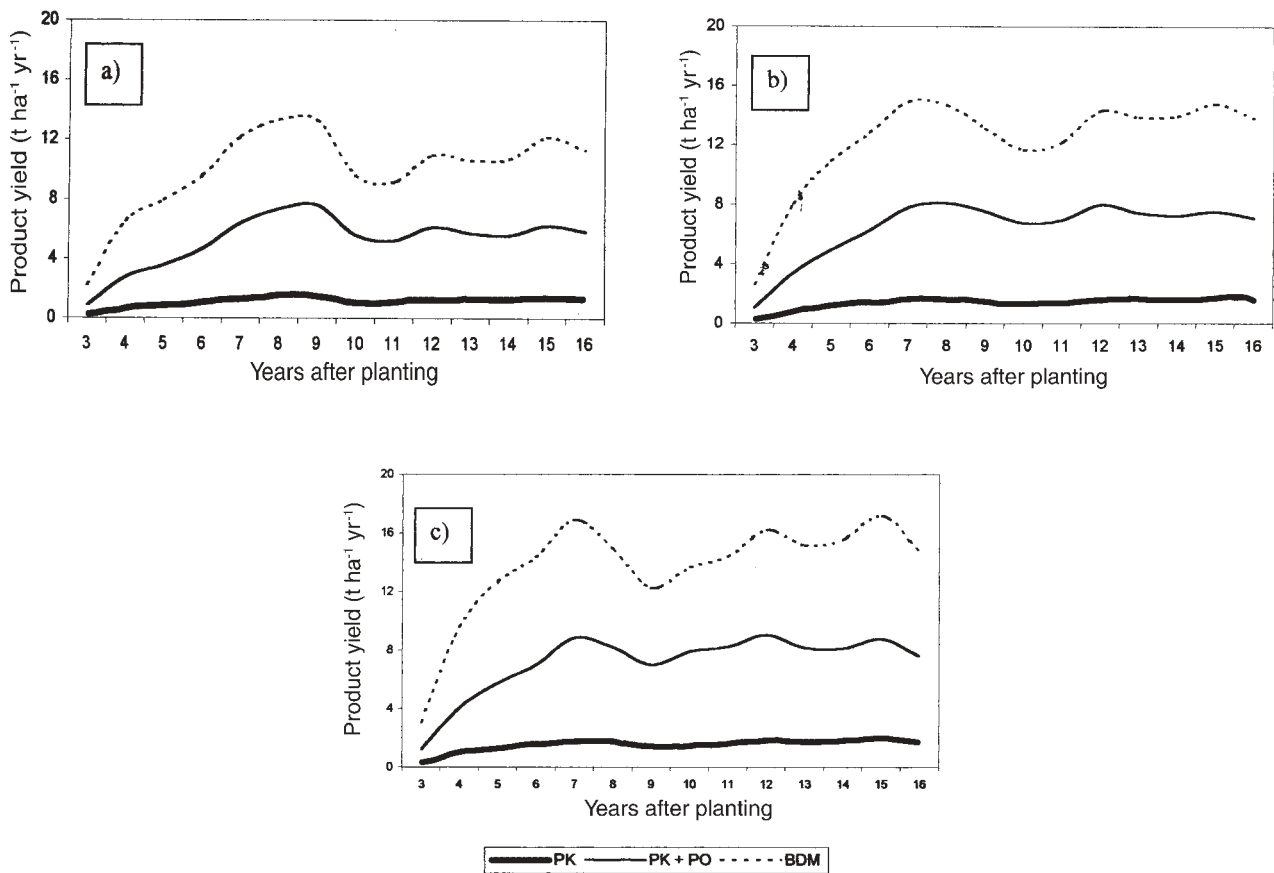 a)
Product yield (t ha⁻¹ yr⁻¹)
20
16
12
8
4
0
3 4 5 6 7 8 9 10 11 12 13 14 15 16
Years after planting
b)
Product yield (t ha⁻¹ yr⁻¹)
20
16
12
8
4
0
3 4 5 6 7 8 9 10 11 12 13 14 15 16
Years after planting
c)
Product yield (t ha⁻¹ yr⁻¹)
20
16
12
8
4
0
3 4 5 6 7 8 9 10 11 12 13 14 15 16
Years after planting
PK PK + PO BDM